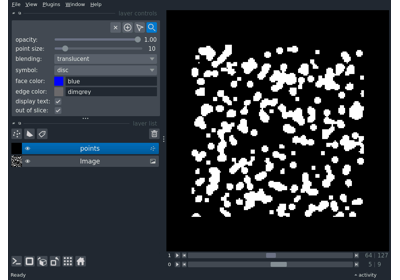 File View Plugins Window Help
layer controls
opacity: 1.00
point size: 10
blending: translucent
symbol: disc
face color: blue
edge color: dimgrey
display text: ✓
out of slice: ✓
layer list
points
Image
1 64 | 127
0 5 | 9
Ready activity